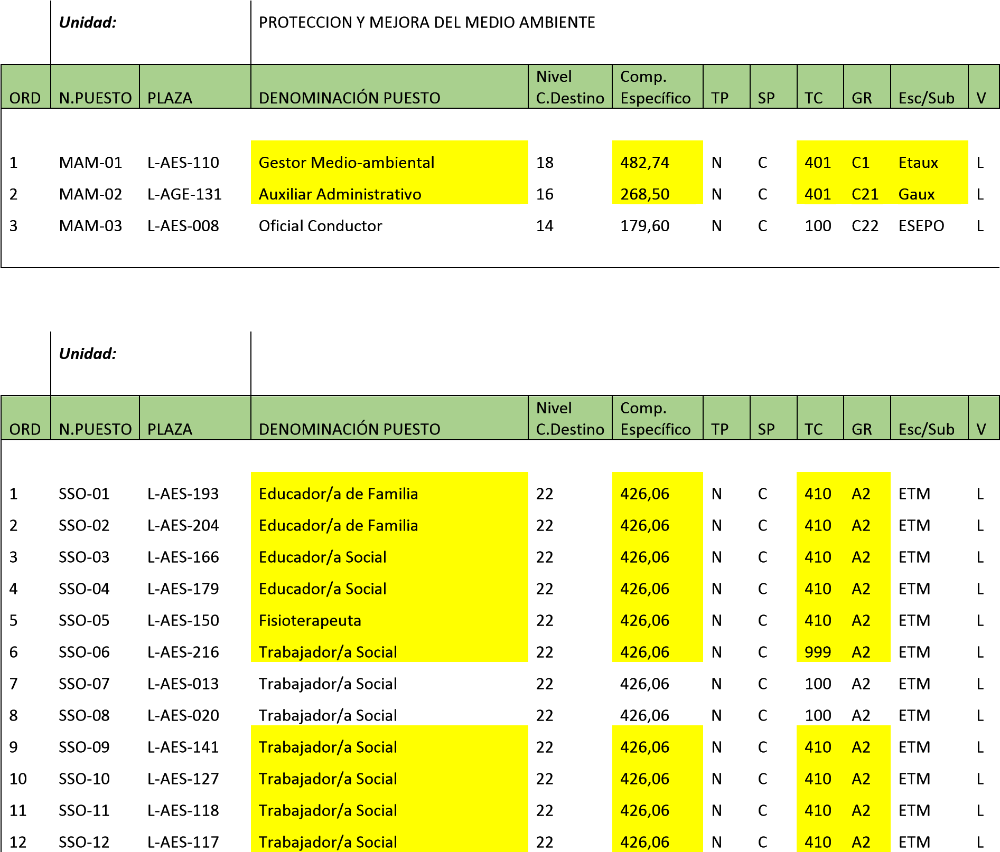 Unidad: PROTECCION Y MEJORA DEL MEDIO AMBIENTE
ORD N.PUESTO PLAZA DENOMINACIÓN PUESTO Nivel C.Destino Comp. Específico TP SP TC GR Esc/Sub V
1 MAM-01 L-AES-110 Gestor Medio-ambiental 18 482,74 N C 401 C1 Etaux L
2 MAM-02 L-AGE-131 Auxiliar Administrativo 16 268,50 N C 401 C21 Gaux L
3 MAM-03 L-AES-008 Oficial Conductor 14 179,60 N C 100 C22 ESEPO L
Unidad:
ORD N.PUESTO PLAZA DENOMINACIÓN PUESTO Nivel C.Destino Comp. Específico TP SP TC GR Esc/Sub V
1 SSO-01 L-AES-193 Educador/a de Familia 22 426,06 N C 410 A2 ETM L
2 SSO-02 L-AES-204 Educador/a de Familia 22 426,06 N C 410 A2 ETM L
3 SSO-03 L-AES-166 Educador/a Social 22 426,06 N C 410 A2 ETM L
4 SSO-04 L-AES-179 Educador/a Social 22 426,06 N C 410 A2 ETM L
5 SSO-05 L-AES-150 Fisioterapeuta 22 426,06 N C 410 A2 ETM L
6 SSO-06 L-AES-216 Trabajador/a Social 22 426,06 N C 999 A2 ETM L
7 SSO-07 L-AES-013 Trabajador/a Social 22 426,06 N C 100 A2 ETM L
8 SSO-08 L-AES-020 Trabajador/a Social 22 426,06 N C 100 A2 ETM L
9 SSO-09 L-AES-141 Trabajador/a Social 22 426,06 N C 410 A2 ETM L
10 SSO-10 L-AES-127 Trabajador/a Social 22 426,06 N C 410 A2 ETM L
11 SSO-11 L-AES-118 Trabajador/a Social 22 426,06 N C 410 A2 ETM L
12 SSO-12 L-AES-117 Trabajador/a Social 22 426,06 N C 410 A2 ETM L